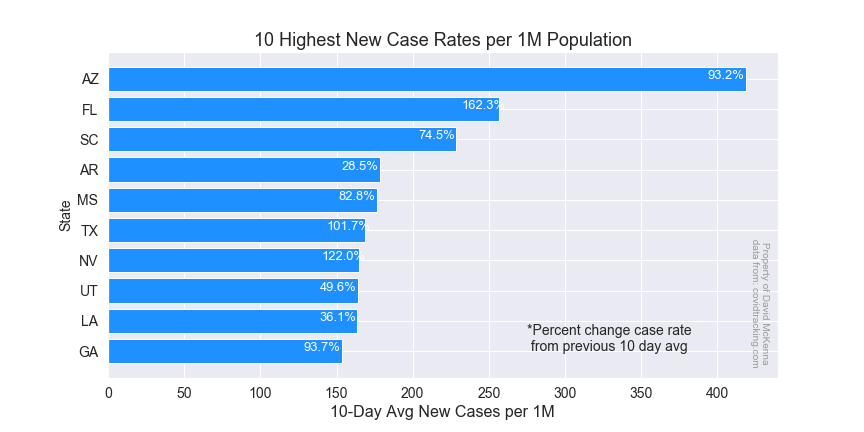 10 Highest New Case Rates per 1M Population
State
AZ 93.2%
FL 162.3%
SC 74.5%
AR 28.5%
MS 82.8%
TX 101.7%
NV 122.0%
UT 49.6%
LA 36.1%
GA 93.7%
*Percent change case rate
from previous 10 day avg
Property of David McKenna
data from: covidtracking.com
0 50 100 150 200 250 300 350 400
10-Day Avg New Cases per 1M